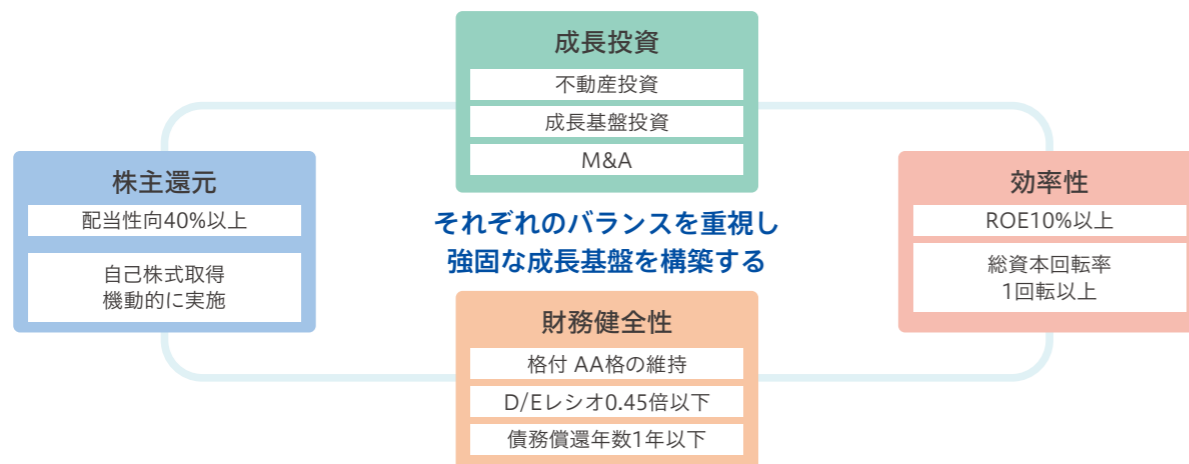 成長投資
不動産投資
成長基盤投資
M&A
株主還元
配当性向40%以上
自己株式取得
機動的に実施
それぞれのバランスを重視し
強固な成長基盤を構築する
効率性
ROE10%以上
総資本回転率
1回転以上
財務健全性
格付 AA格の維持
D/Eレシオ0.45倍以下
債務償還年数1年以下